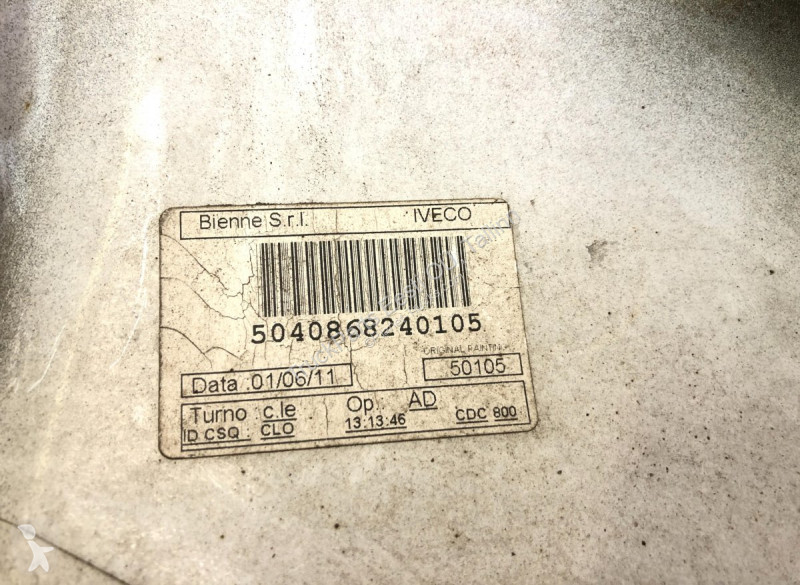 Bienne S.r.l. IVECO
5040868240105
ORIGINAL PAINTING
Data :01/06/11 50105
Turno : c.le Op.: AD
ID CSQ : CLO 13:13:46 CDC 800